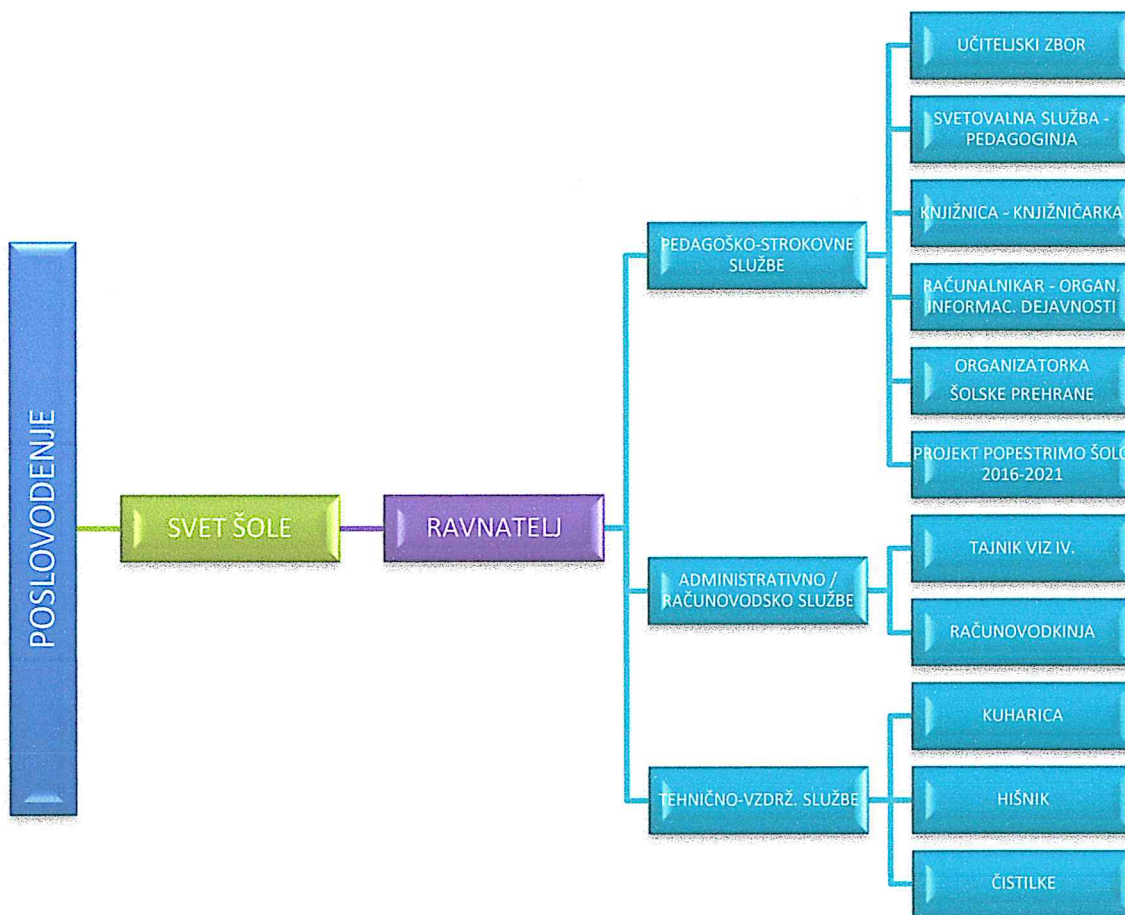 POSLOVODENJE
SVET ŠOLE
RAVNATELJ
PEDAGOŠKO-STROKOVNE
SLUŽBE
UČITELJSKI ZBOR
SVETOVALNA SLUŽBA -
PEDAGOGINJA
KNJIŽNICA - KNJIŽNIČARKA
RAČUNALNIKAR - ORGAN.
INFORMAC. DEJAVNOSTI
ORGANIZATORKA
ŠOLSKE PREHRANE
PROJEKT POPESTRIMO ŠOLO
2016-2021
ADMINISTRATIVNO /
RAČUNOVODSKO SLUŽBE
TAJNIK VIZ IV.
RAČUNOVODKINJA
TEHNIČNO-VZDRŽ. SLUŽBE
KUHARICA
HIŠNIK
ČISTILKE